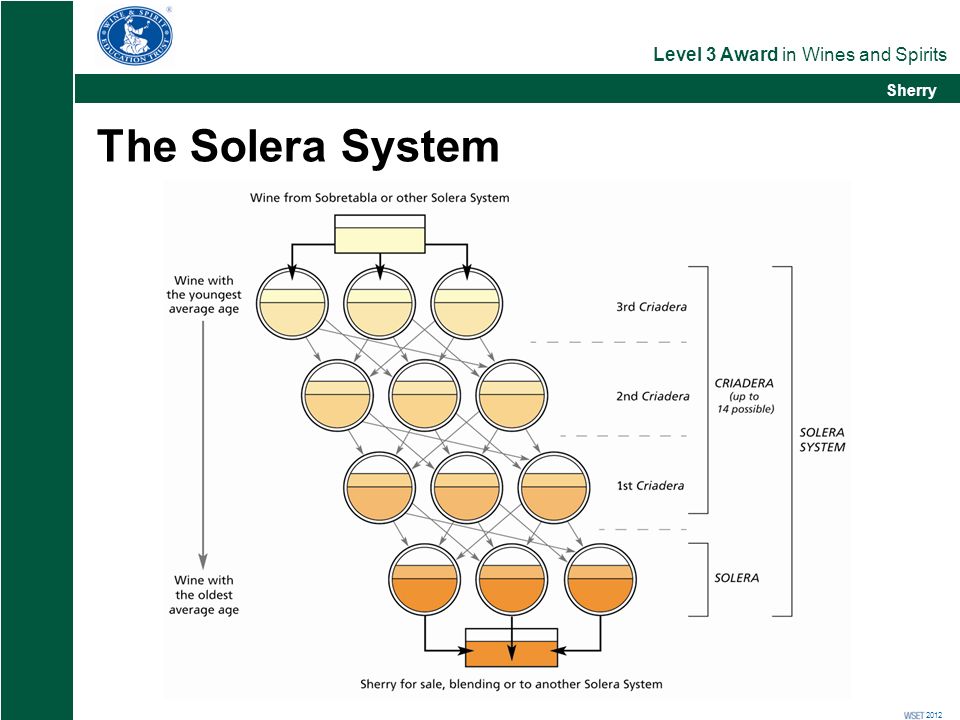 WINE & SPIRIT
EDUCATION TRUST
®
Level 3 Award in Wines and Spirits
Sherry
The Solera System
Wine from Sobretabla or other Solera System
Wine with
the youngest
average age
3rd Criadera
2nd Criadera
CRIADERA
(up to
14 possible)
SOLERA
SYSTEM
1st Criadera
Wine with
the oldest
average age
SOLERA
Sherry for sale, blending or to another Solera System
WSET 2012